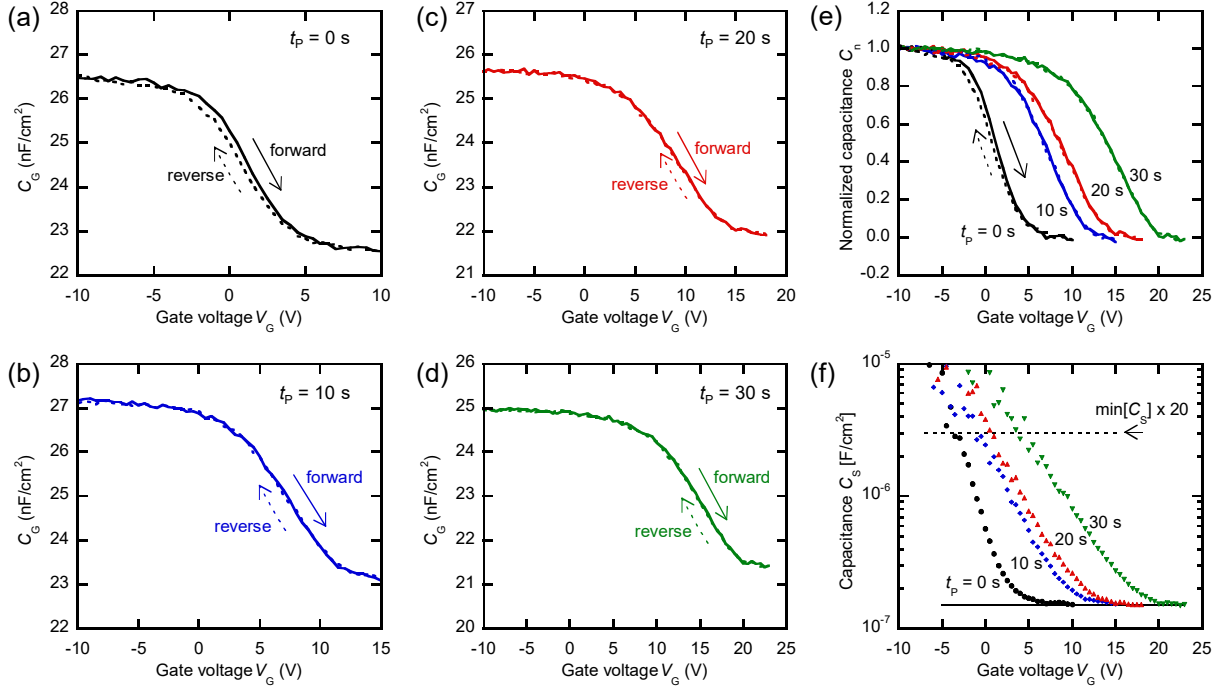 (a)
28
27
26
25
24
23
22
-10
-5
0
5
10
C_G (nF/cm²)
Gate voltage V_G (V)
t_P = 0 s
forward
reverse
(c)
27
26
25
24
23
22
21
-10
-5
0
5
10
15
20
C_G (nF/cm²)
Gate voltage V_G (V)
t_P = 20 s
forward
reverse
(e)
1.2
1.0
0.8
0.6
0.4
0.2
0.0
-0.2
-10
-5
0
5
10
15
20
25
Normalized capacitance C_n
Gate voltage V_G (V)
t_P = 0 s
10 s
20 s
30 s
(b)
28
27
26
25
24
23
22
-10
-5
0
5
10
15
C_G (nF/cm²)
Gate voltage V_G (V)
t_P = 10 s
forward
reverse
(d)
26
25
24
23
22
21
20
-10
-5
0
5
10
15
20
C_G (nF/cm²)
Gate voltage V_G (V)
t_P = 30 s
forward
reverse
(f)
10⁻⁵
10⁻⁶
10⁻⁷
-10
-5
0
5
10
15
20
25
Capacitance C_S [F/cm²]
Gate voltage V_G (V)
min[C_S] x 20
t_P = 0 s
10 s
20 s
30 s